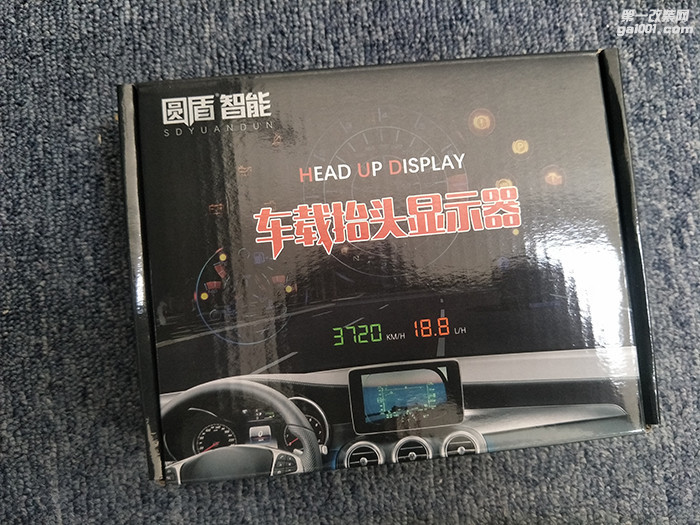 第一改装网
gai001.com
圆盾智能
SDYUANDUN
HEAD UP DISPLAY
车载抬头显示器
3720 KM/H 18.8 L/H